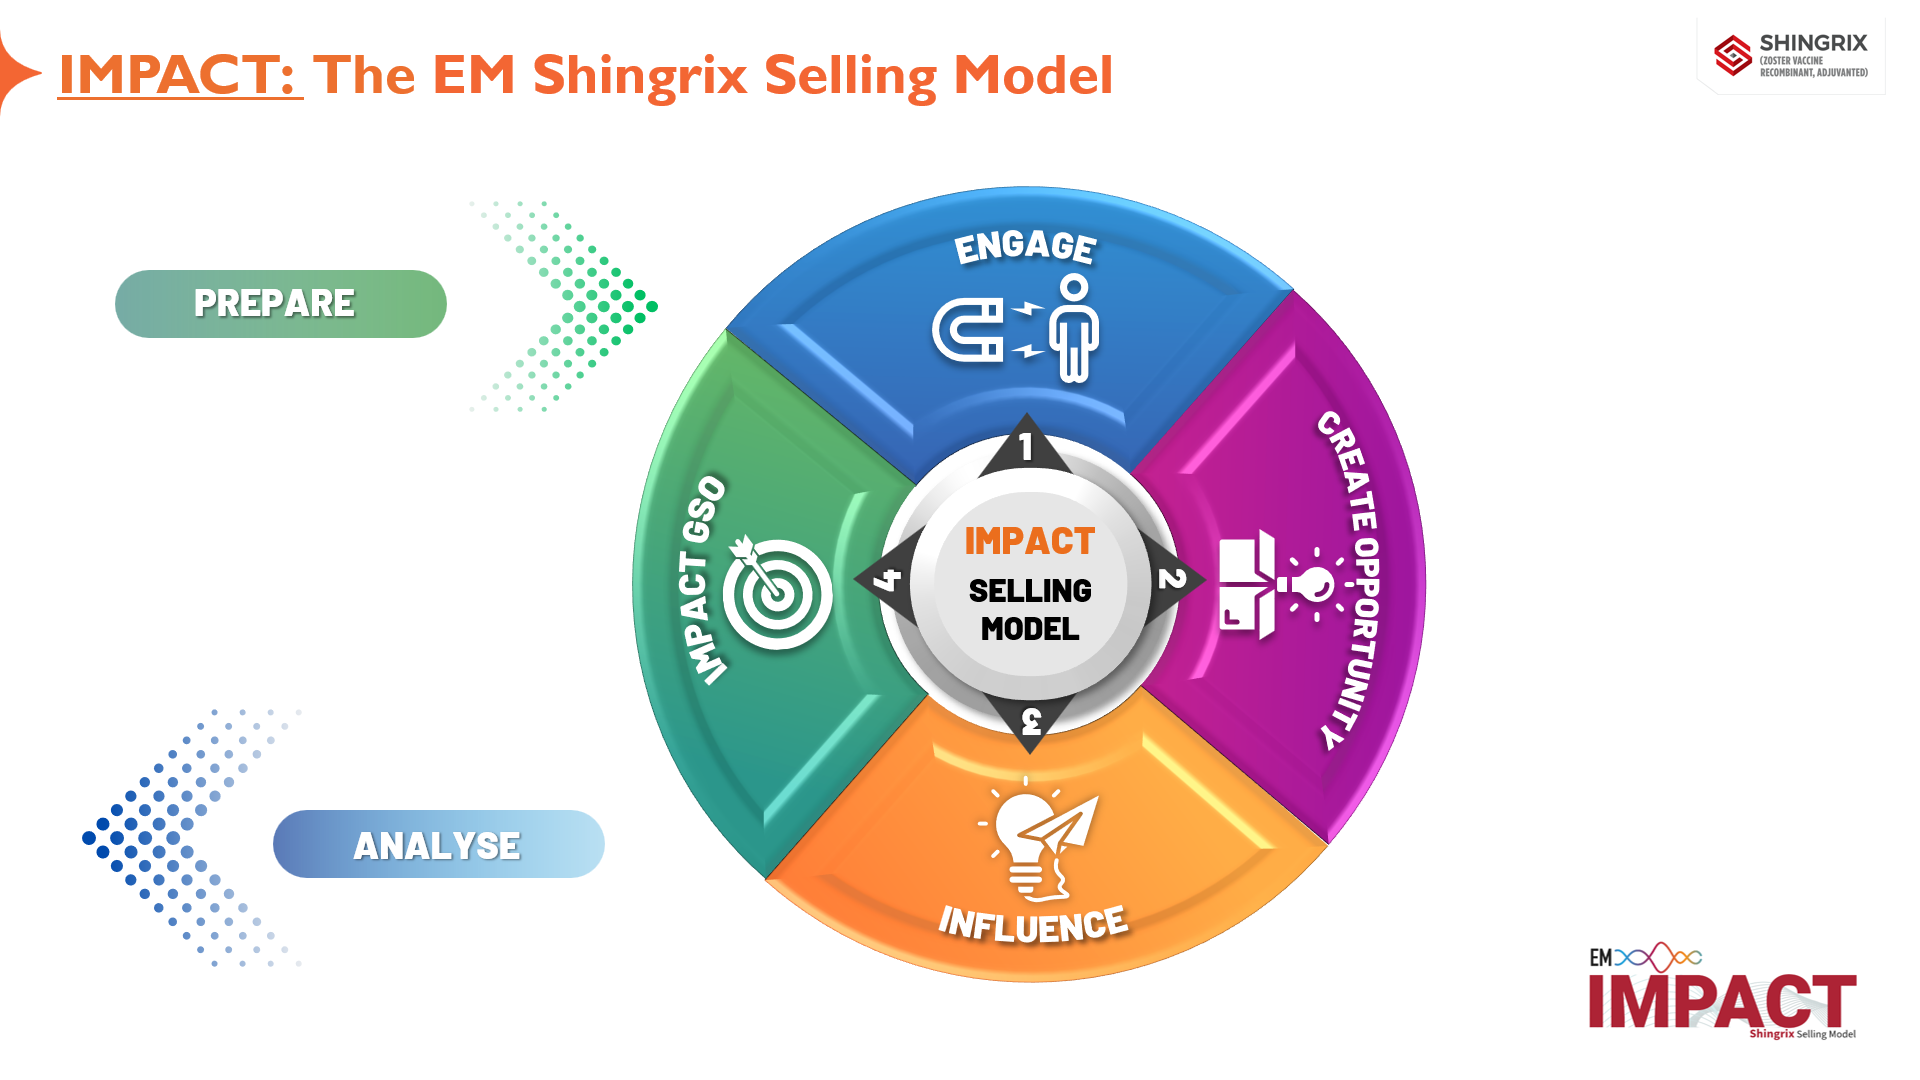 IMPACT: The EM Shingrix Selling Model
SHINGRIX
(ZOSTER VACCINE
RECOMBINANT, ADJUVANTED)
PREPARE
ENGAGE
CREATE OPPORTUNITY
IMPACT GSO
1
2
3
4
IMPACT
SELLING
MODEL
INFLUENCE
ANALYSE
EM
IMPACT
Shingrix Selling Model